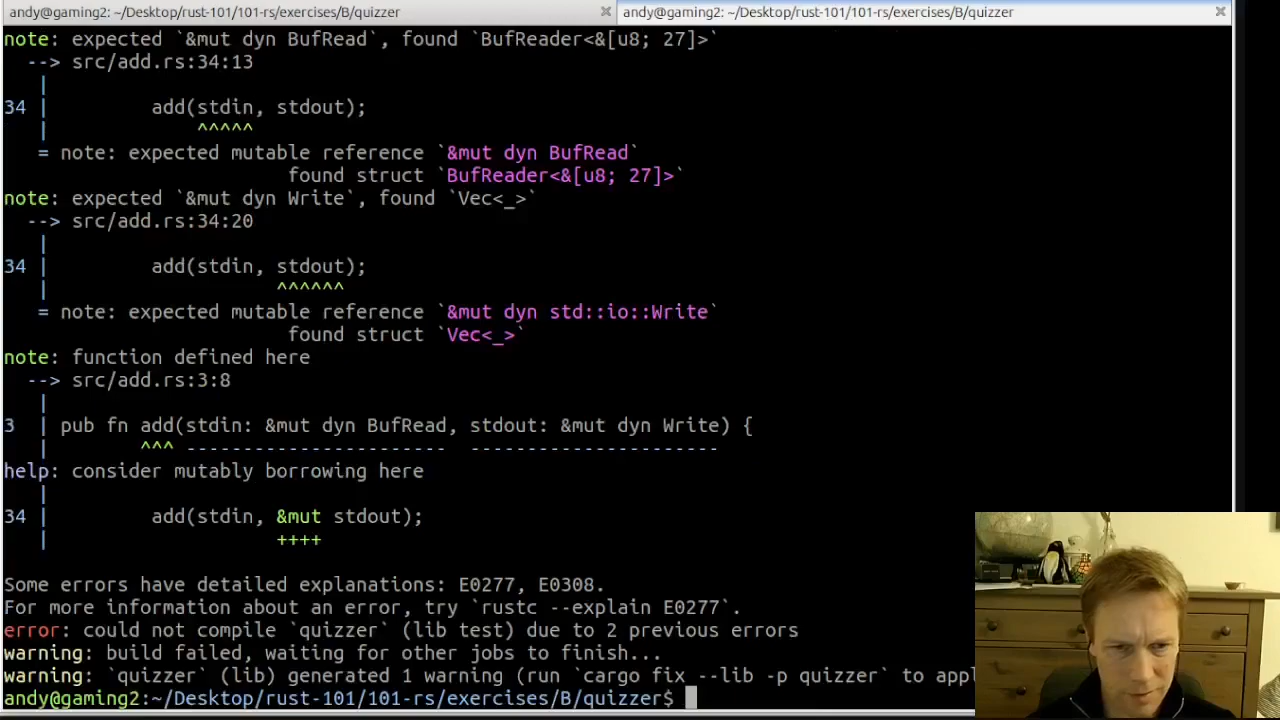 andy@gaming2: ~/Desktop/rust-101/101-rs/exercises/B/quizzer × andy@gaming2: ~/Desktop/rust-101/101-rs/exercises/B/quizzer ×
note: expected `&mut dyn BufRead`, found `BufReader<&[u8; 27]>`
--> src/add.rs:34:13
|
34 | add(stdin, stdout);
| ^^^^^
= note: expected mutable reference `&mut dyn BufRead`
found struct `BufReader<&[u8; 27]>`
note: expected `&mut dyn Write`, found `Vec<_>`
--> src/add.rs:34:20
|
34 | add(stdin, stdout);
| ^^^^^^
= note: expected mutable reference `&mut dyn std::io::Write`
found struct `Vec<_>`
note: function defined here
--> src/add.rs:3:8
|
3 | pub fn add(stdin: &mut dyn BufRead, stdout: &mut dyn Write) {
| ^^^ ----------------------- ----------------------
help: consider mutably borrowing here
|
34 | add(stdin, &mut stdout);
| ++++
Some errors have detailed explanations: E0277, E0308.
For more information about an error, try `rustc --explain E0277`.
error: could not compile `quizzer` (lib test) due to 2 previous errors
warning: build failed, waiting for other jobs to finish...
warning: `quizzer` (lib) generated 1 warning (run `cargo fix --lib -p quizzer` to appl
andy@gaming2:~/Desktop/rust-101/101-rs/exercises/B/quizzer$